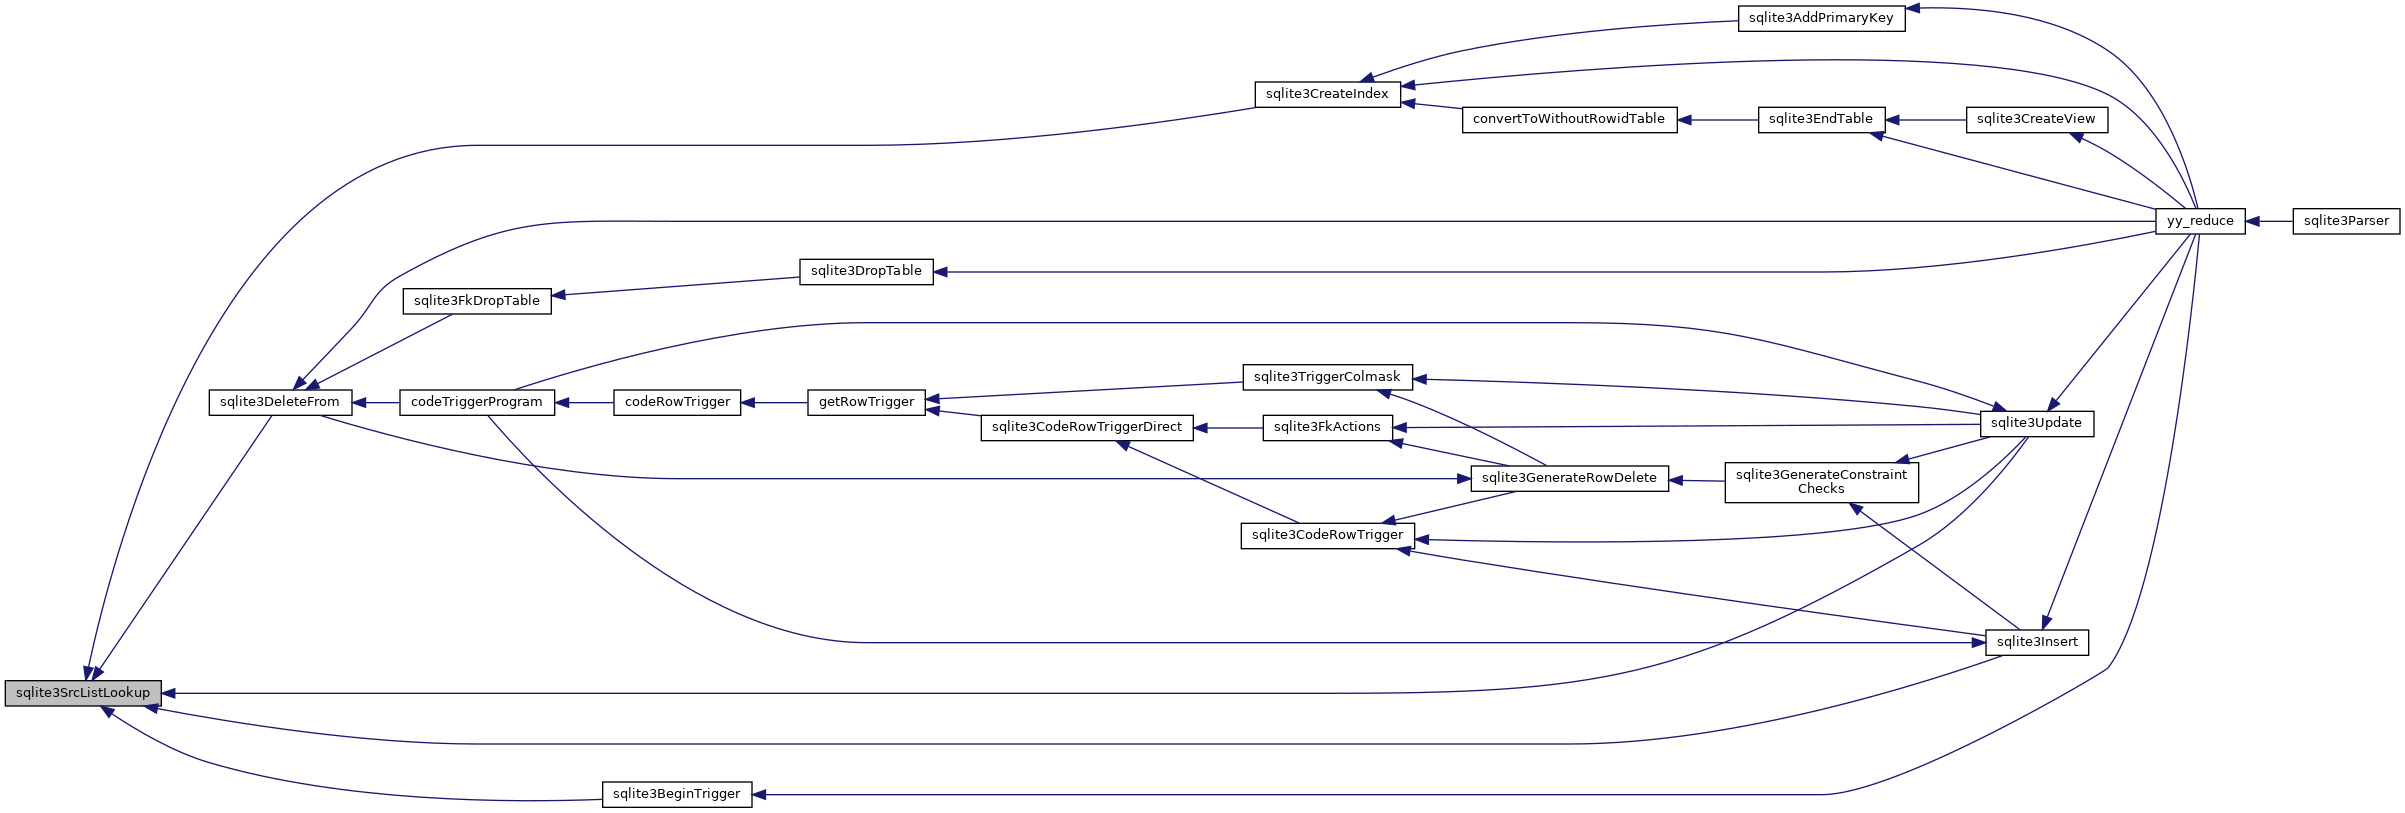 sqlite3AddPrimaryKey
sqlite3CreateIndex
convertToWithoutRowidTable
sqlite3EndTable
sqlite3CreateView
yy_reduce
sqlite3Parser
sqlite3DropTable
sqlite3FkDropTable
sqlite3TriggerColmask
sqlite3DeleteFrom
codeTriggerProgram
codeRowTrigger
getRowTrigger
sqlite3CodeRowTriggerDirect
sqlite3FkActions
sqlite3Update
sqlite3GenerateRowDelete
sqlite3GenerateConstraint
Checks
sqlite3CodeRowTrigger
sqlite3Insert
sqlite3SrcListLookup
sqlite3BeginTrigger